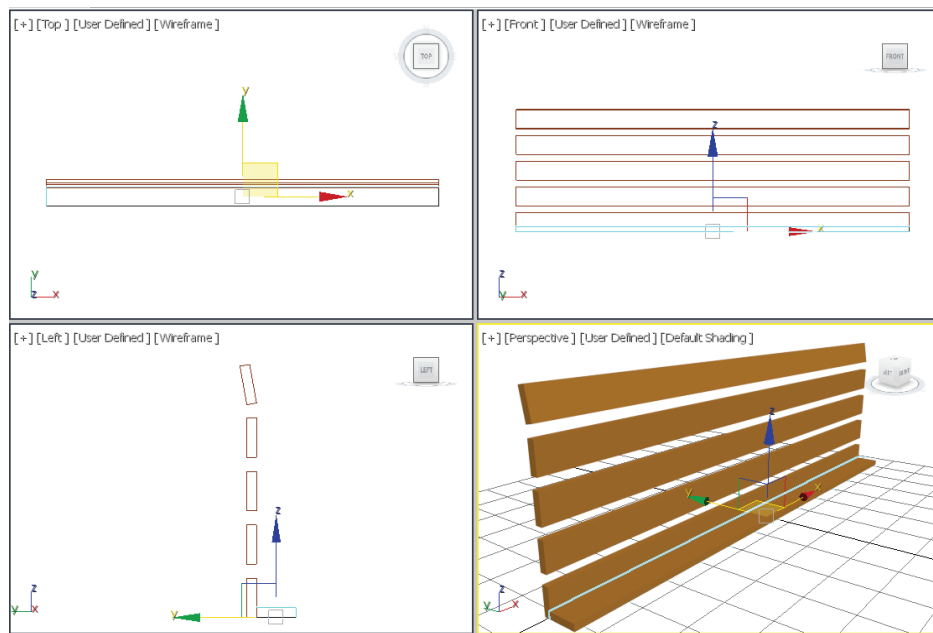 [+] [Top] [User Defined] [Wireframe]
TOP
y
x
y
z x
[+] [Front] [User Defined] [Wireframe]
FRONT
z
x
z
y x
[+] [Left] [User Defined] [Wireframe]
LEFT
z
y
z
y x
[+] [Perspective] [User Defined] [Default Shading]
z
y
x
z
y x